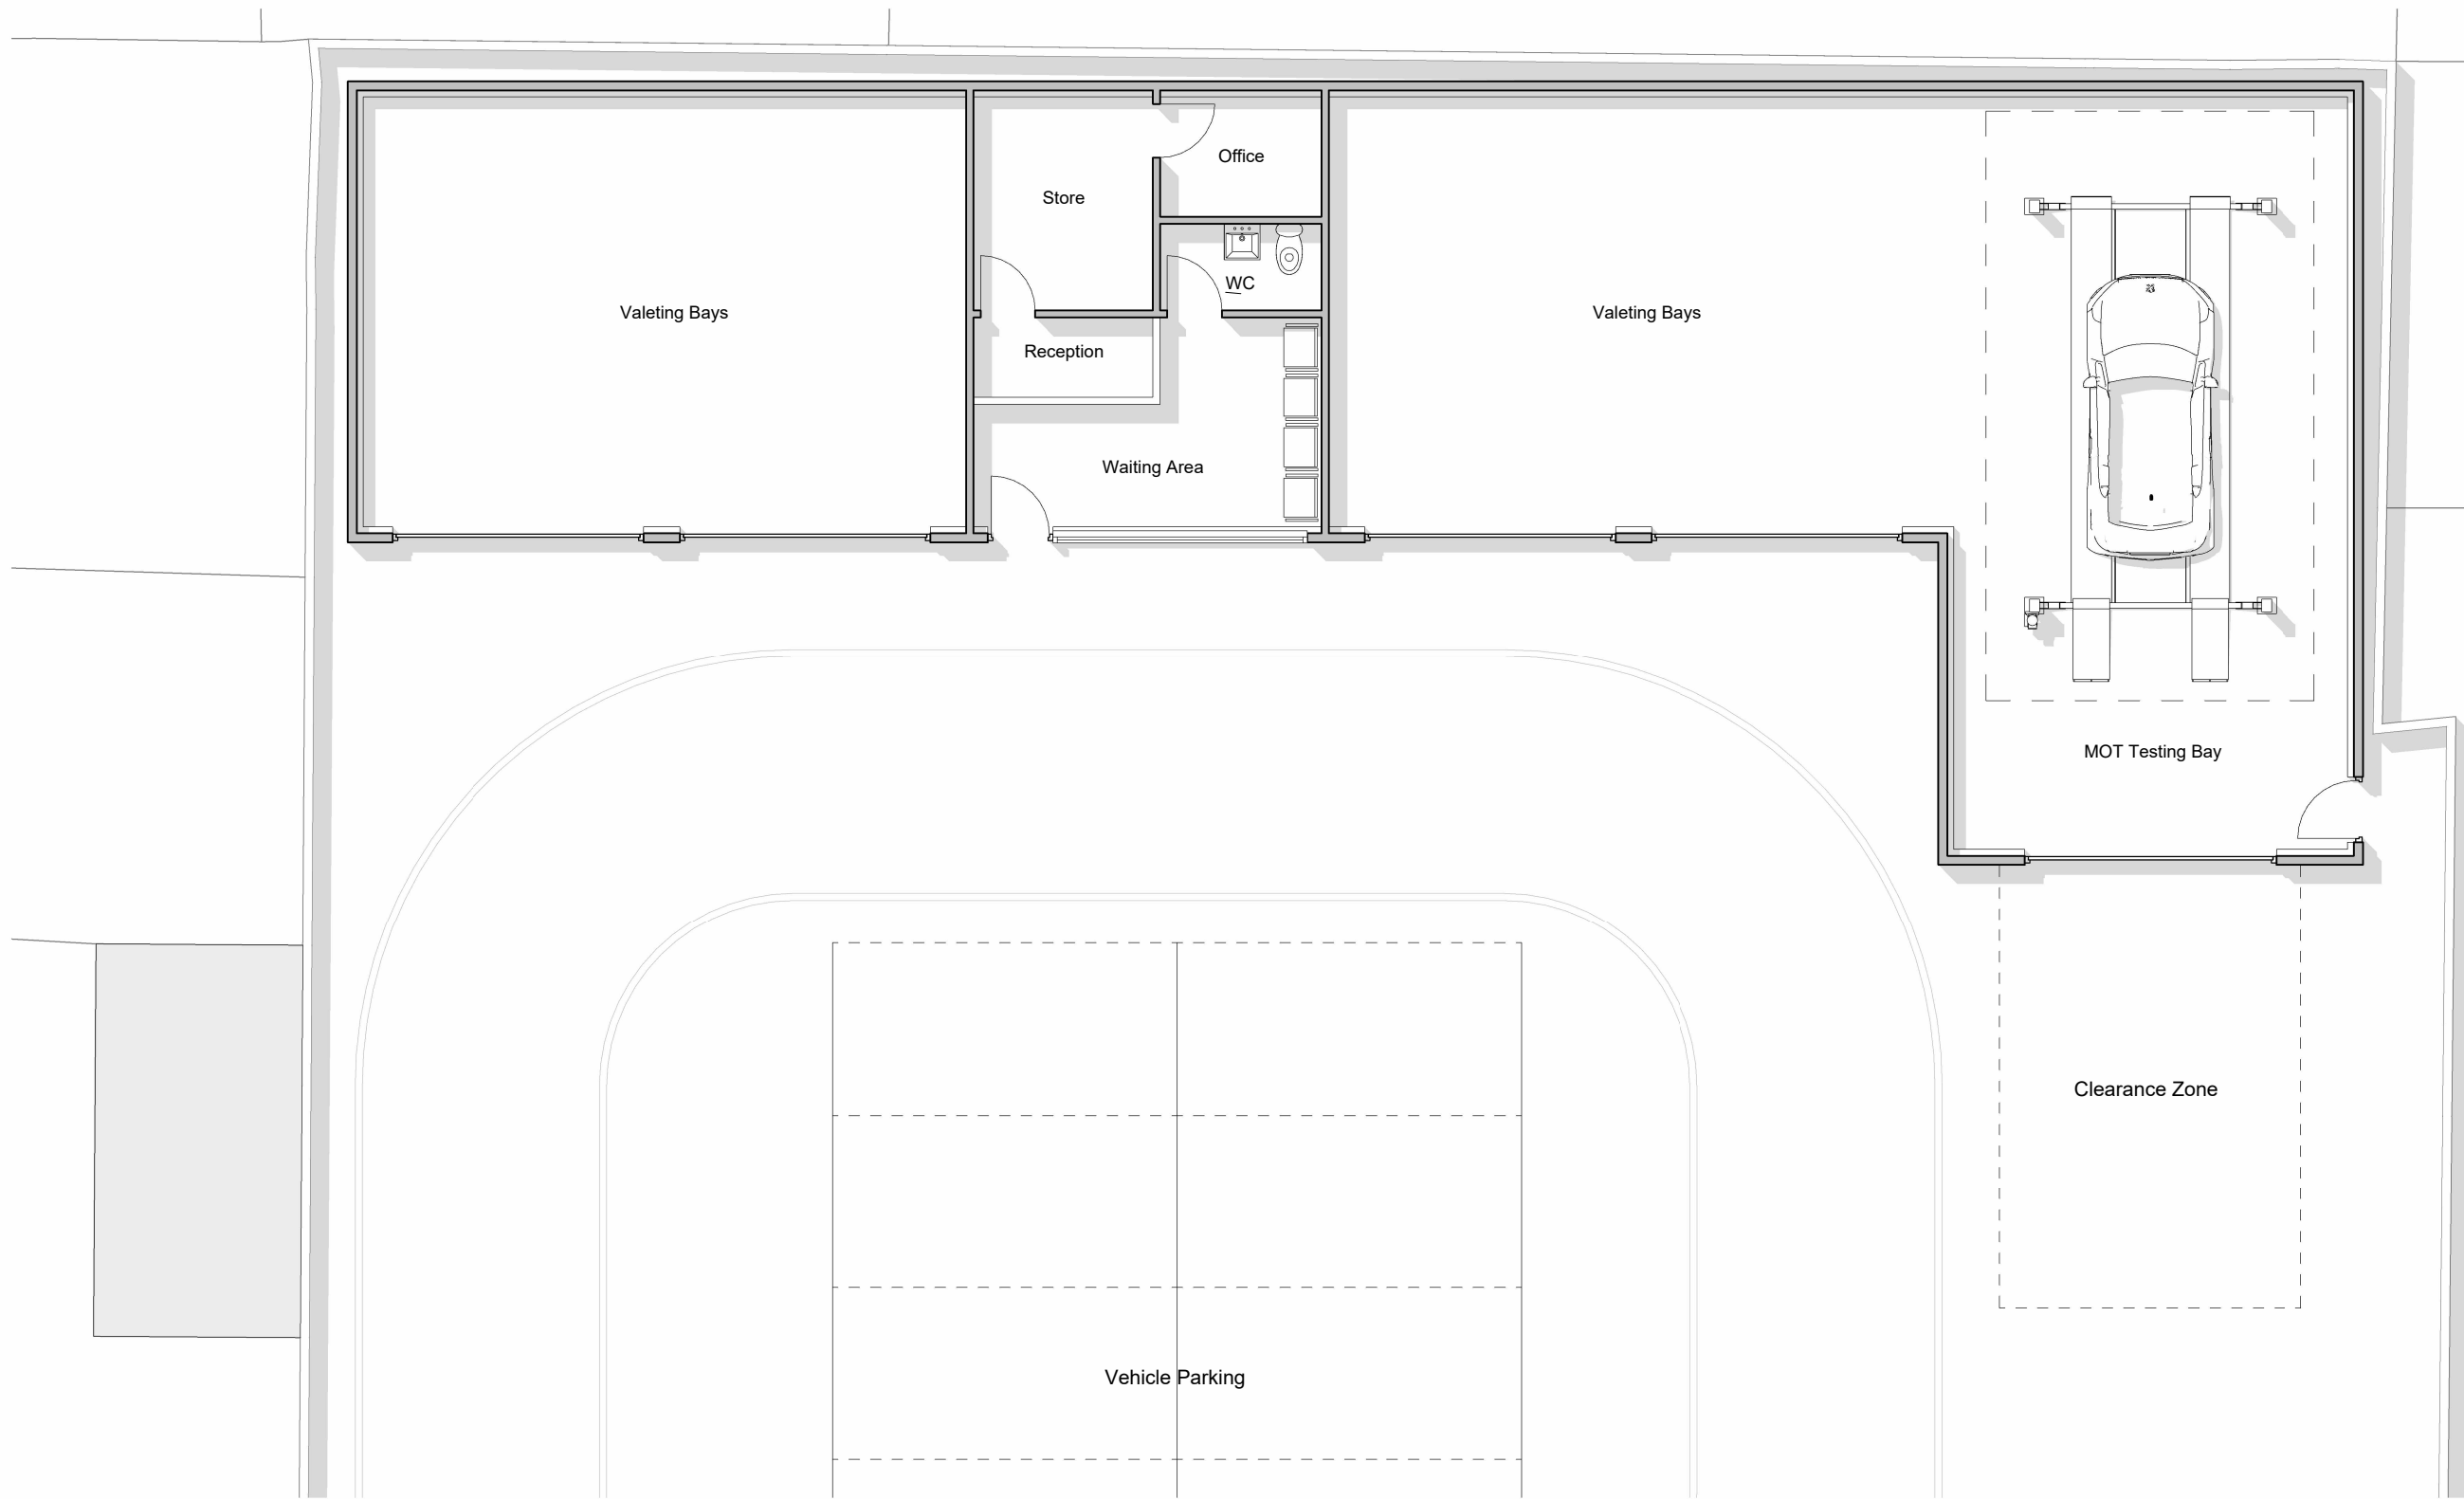 Office
Store
WC
Valeting Bays
Valeting Bays
Reception
Waiting Area
MOT Testing Bay
Clearance Zone
Vehicle Parking